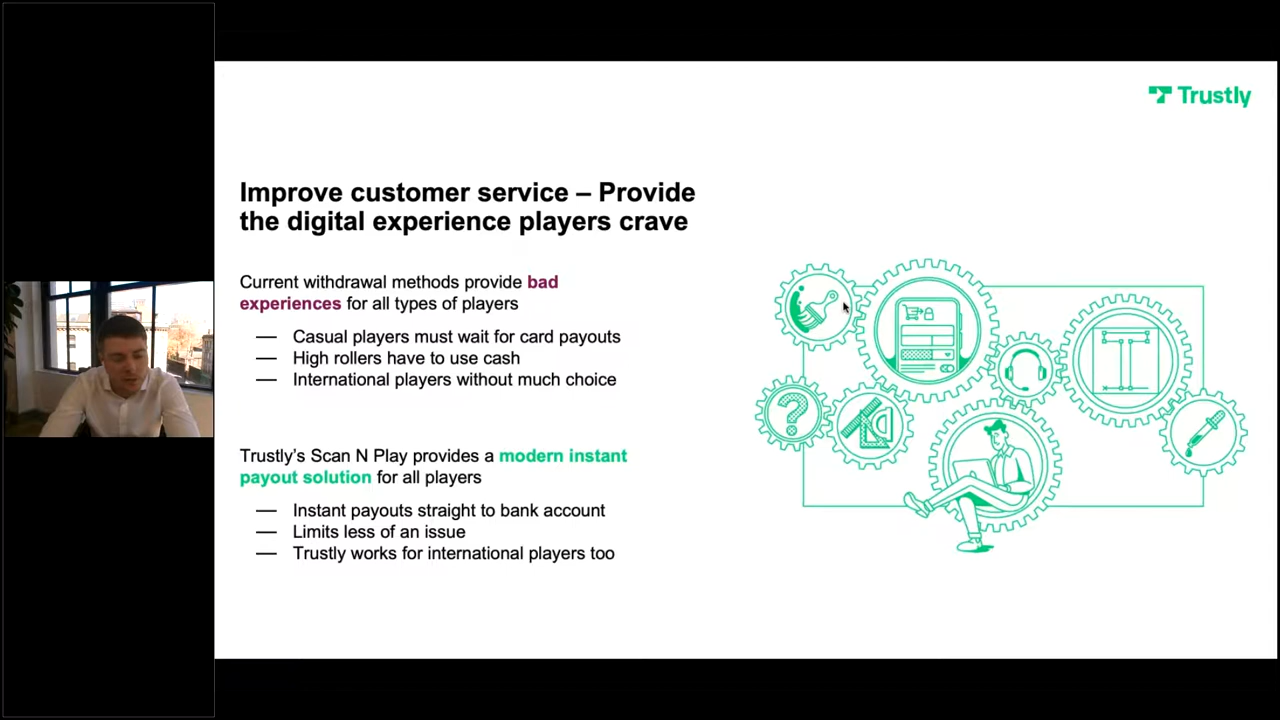 Trustly
Improve customer service – Provide
the digital experience players crave
Current withdrawal methods provide bad
experiences for all types of players
— Casual players must wait for card payouts
— High rollers have to use cash
— International players without much choice
Trustly's Scan N Play provides a modern instant
payout solution for all players
— Instant payouts straight to bank account
— Limits less of an issue
— Trustly works for international players too